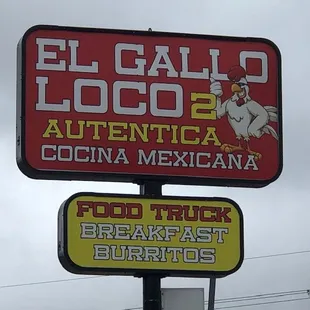 EL GALLO
LOCO 2
AUTENTICA
COCINA MEXICANA
FOOD TRUCK
BREAKFAST
BURRITOS